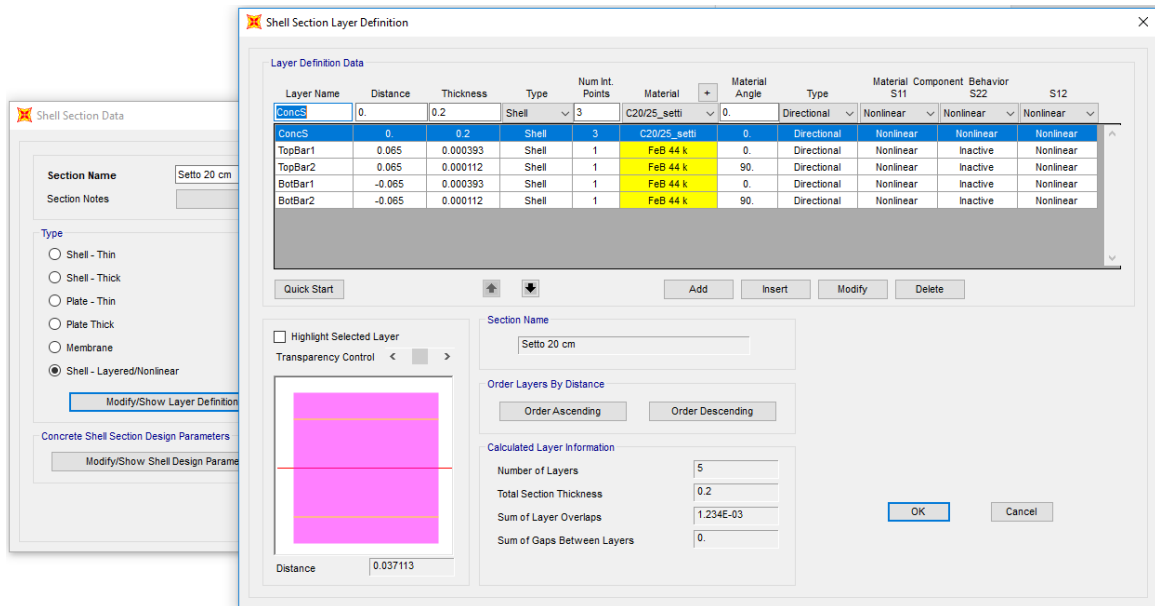 Shell Section Layer Definition
Layer Definition Data
Num Int. Material Material Component Behavior
Layer Name Distance Thickness Type Points Material + Angle Type S11 S22 S12
ConcS 0. 0.2 Shell 3 C20/25_setti 0. Directional Nonlinear Nonlinear Nonlinear
ConcS 0. 0.2 Shell 3 C20/25_setti 0. Directional Nonlinear Nonlinear Nonlinear
TopBar1 0.065 0.000393 Shell 1 FeB 44 k 0. Directional Nonlinear Inactive Nonlinear
TopBar2 0.065 0.000112 Shell 1 FeB 44 k 90. Directional Nonlinear Inactive Nonlinear
BotBar1 -0.065 0.000393 Shell 1 FeB 44 k 0. Directional Nonlinear Inactive Nonlinear
BotBar2 -0.065 0.000112 Shell 1 FeB 44 k 90. Directional Nonlinear Inactive Nonlinear
Quick Start Add Insert Modify Delete
Highlight Selected Layer
Transparency Control < >
Distance 0.037113
Section Name
Setto 20 cm
Order Layers By Distance
Order Ascending Order Descending
Calculated Layer Information
Number of Layers 5
Total Section Thickness 0.2
Sum of Layer Overlaps 1.234E-03
Sum of Gaps Between Layers 0.
OK Cancel
Shell Section Data
Section Name Setto 20 cm
Section Notes
Type
Shell - Thin
Shell - Thick
Plate - Thin
Plate Thick
Membrane
Shell - Layered/Nonlinear
Modify/Show Layer Definition
Concrete Shell Section Design Parameters
Modify/Show Shell Design Parame